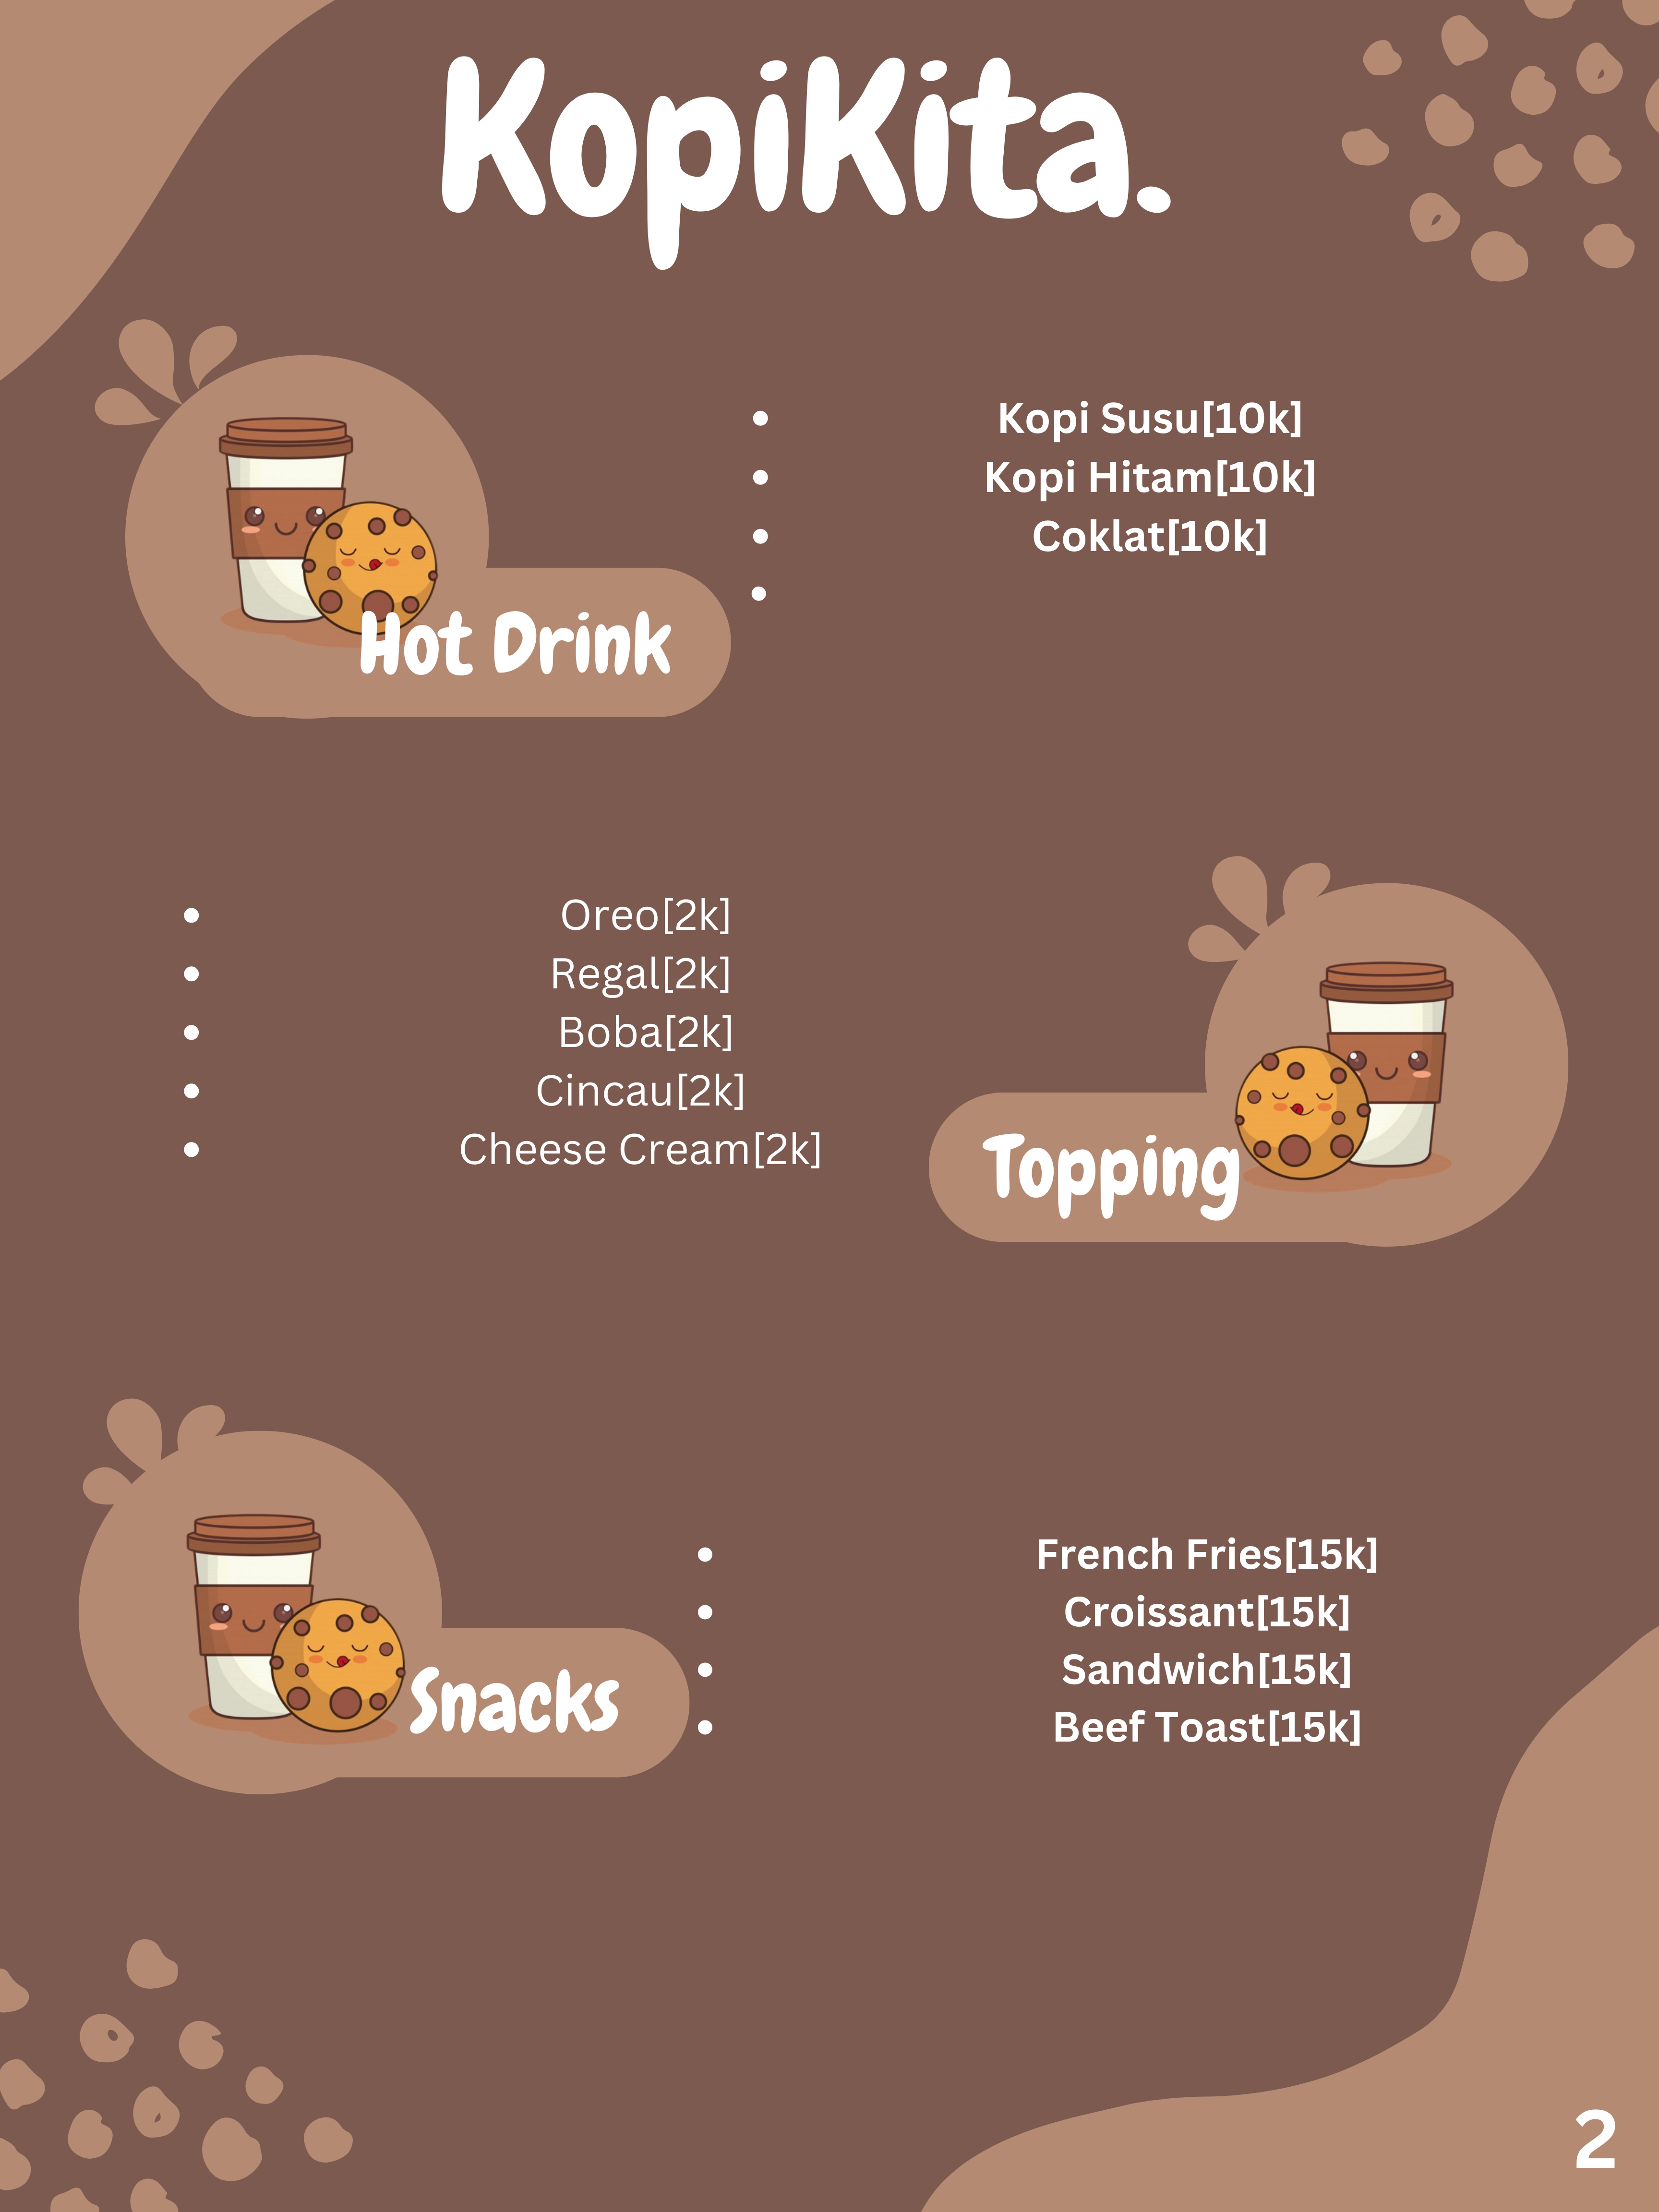 KopiKita.
Hot Drink
• Kopi Susu[10k]
• Kopi Hitam[10k]
• Coklat[10k]
•
Topping
• Oreo[2k]
• Regal[2k]
• Boba[2k]
• Cincau[2k]
• Cheese Cream[2k]
Snacks
• French Fries[15k]
• Croissant[15k]
• Sandwich[15k]
• Beef Toast[15k]
2